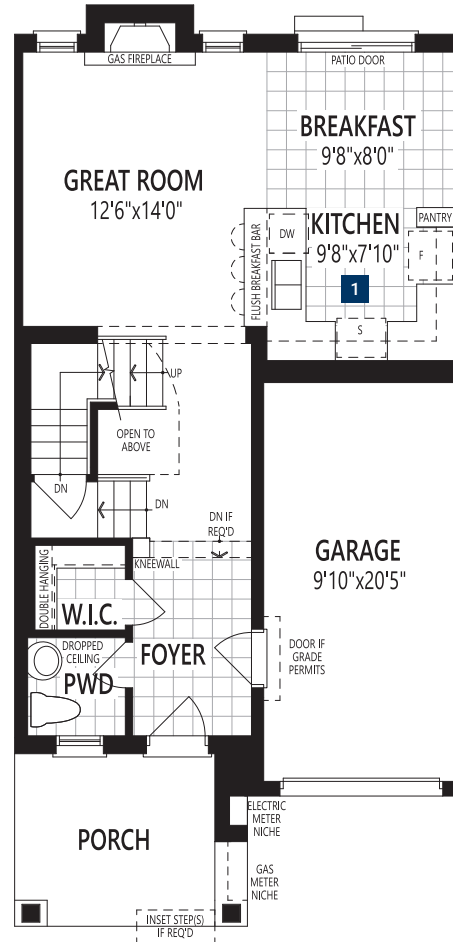 GAS FIREPLACE
PATIO DOOR
BREAKFAST
9'8"x8'0"
GREAT ROOM
12'6"x14'0"
KITCHEN
9'8"x7'10"
1
PANTRY
DW
F
S
FLUSH BREAKFAST BAR
UP
OPEN TO
ABOVE
DN
DN
DN IF
REQ'D
KNEEWALL
DOUBLE HANGING
W.I.C.
GARAGE
9'10"x20'5"
DROPPED
CEILING
PWD
FOYER
DOOR IF
GRADE
PERMITS
PORCH
ELECTRIC
METER
NICHE
GAS
METER
NICHE
INSET STEP(S)
IF REQ'D